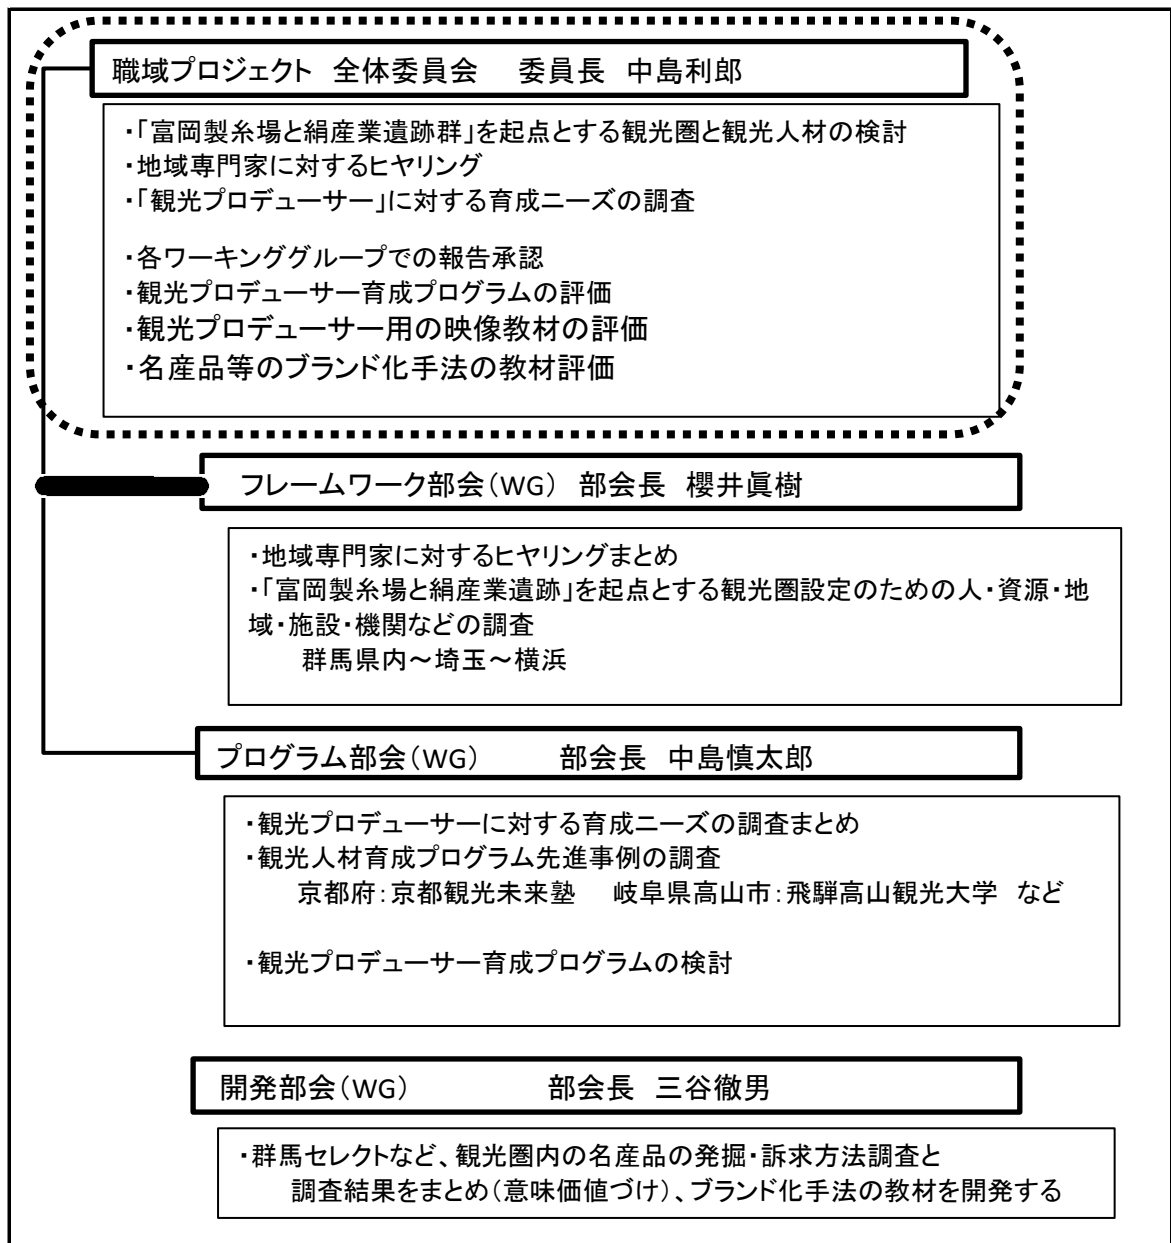 職域プロジェクト　全体委員会　　委員長　中島利郎
・「富岡製糸場と絹産業遺跡群」を起点とする観光圏と観光人材の検討
・地域専門家に対するヒヤリング
・「観光プロデューサー」に対する育成ニーズの調査
・各ワーキンググループでの報告承認
・観光プロデューサー育成プログラムの評価
・観光プロデューサー用の映像教材の評価
・名産品等のブランド化手法の教材評価
フレームワーク部会（WG）　部会長　櫻井眞樹
・地域専門家に対するヒヤリングまとめ
・「富岡製糸場と絹産業遺跡」を起点とする観光圏設定のための人・資源・地
域・施設・機関などの調査
群馬県内～埼玉～横浜
プログラム部会（WG）　　　部会長　中島慎太郎
・観光プロデューサーに対する育成ニーズの調査まとめ
・観光人材育成プログラム先進事例の調査
京都府：京都観光未来塾　　岐阜県高山市：飛騨高山観光大学　など
・観光プロデューサー育成プログラムの検討
開発部会（WG）　　　　　部会長　三谷徹男
・群馬セレクトなど、観光圏内の名産品の発掘・訴求方法調査と
調査結果をまとめ（意味価値づけ）、ブランド化手法の教材を開発する